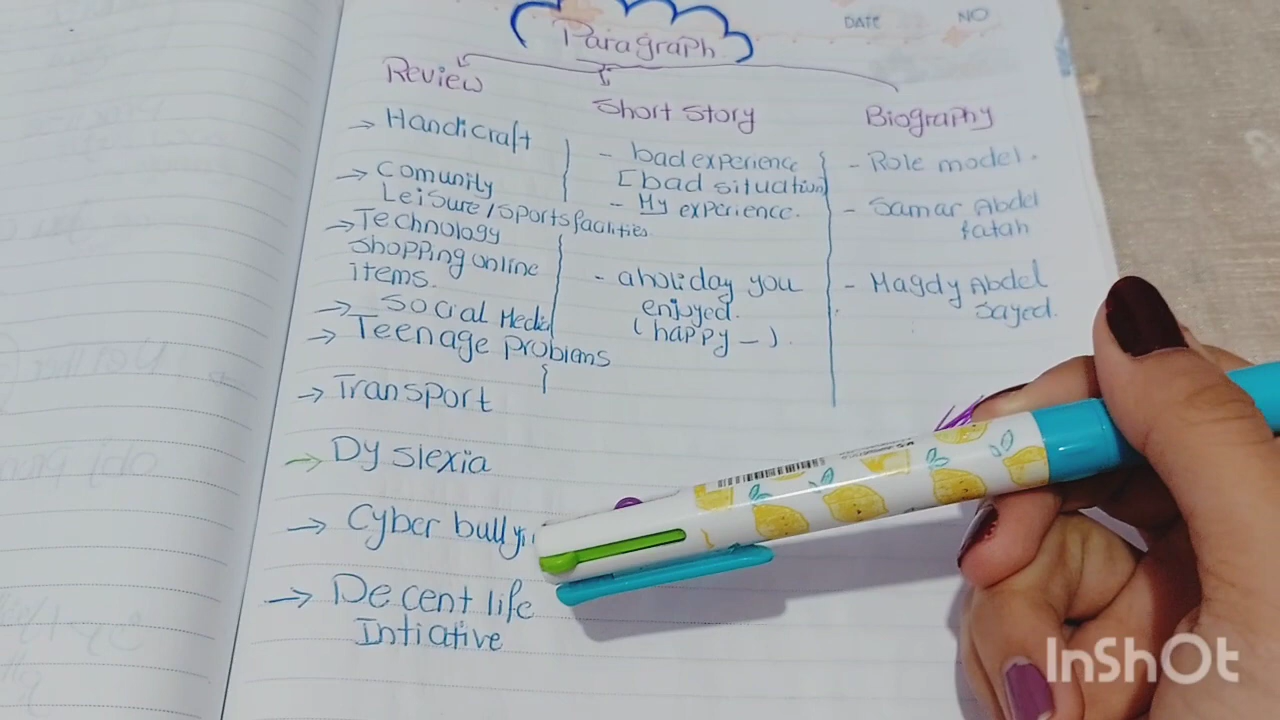 DATE
NO
Paragraph
Review
Short story
Biography
→ Handicraft
→ Comunity
Leisure/sports facilities
→ Technology
shopping online
items.
→ Social Media
→ Teenage problems
→ Transport
→ Dyslexia
→ Cyber bullyi
→ Decent life
Intiative
- bad experience
[bad situation]
- My experience.
- a holiday you
enjoyed.
(happy _ ).
- Role model.
- Samar Abdel
fatah
- Magdy Abdel
Sayed.
InShOt